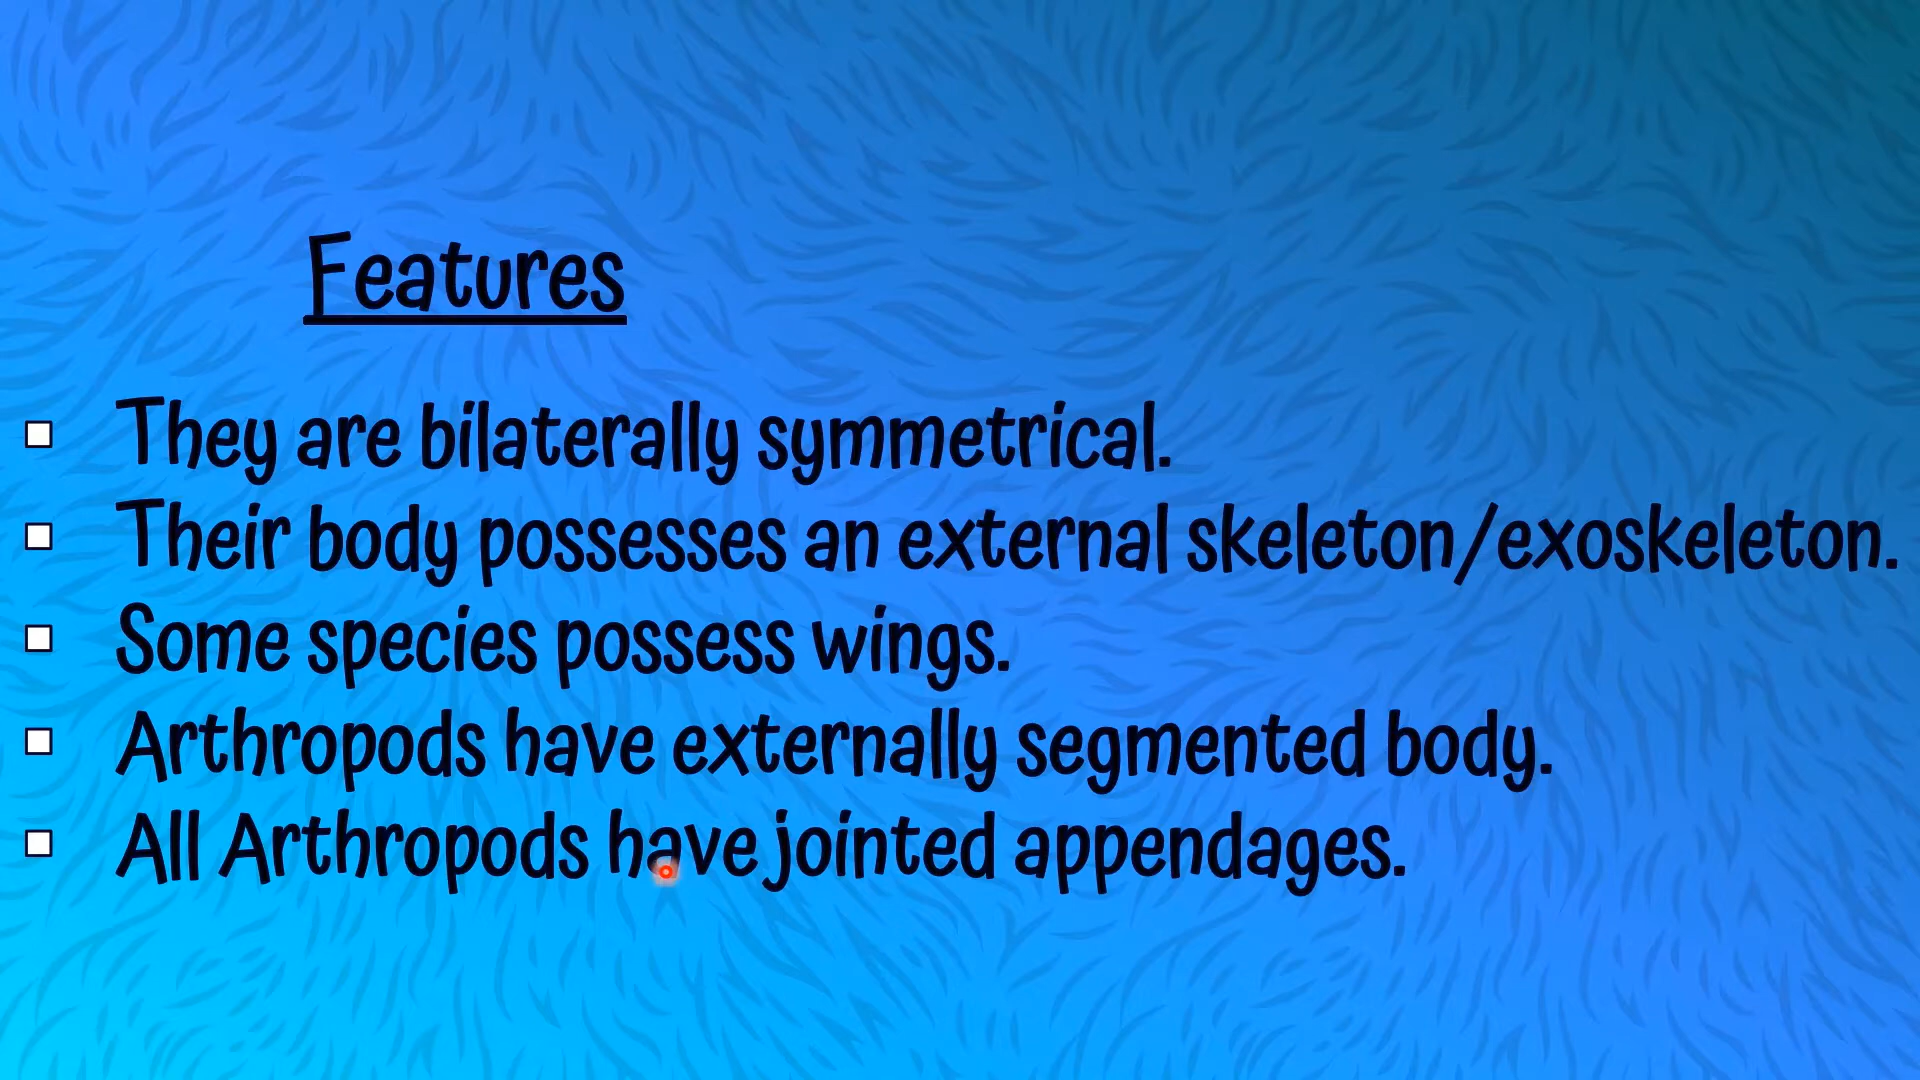 Features
They are bilaterally symmetrical.
Their body possesses an external skeleton/exoskeleton.
Some species possess wings.
Arthropods have externally segmented body.
All Arthropods have jointed appendages.